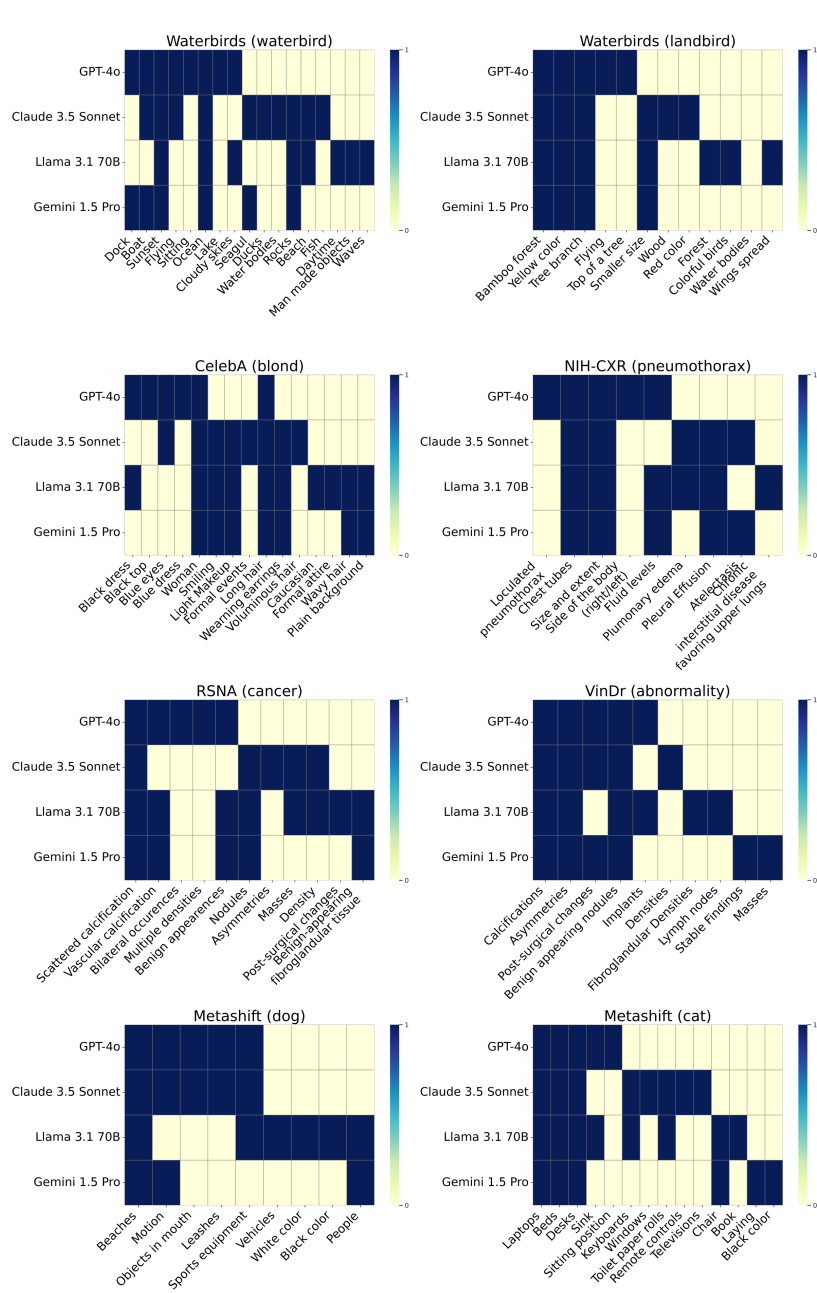 Waterbirds (waterbird)
GPT-4o
Claude 3.5 Sonnet
Llama 3.1 70B
Gemini 1.5 Pro
Dock
Boat
Sunset
Flying
Sitting
Ocean
Lake
Cloudy skies
Seagul
Ducks
Water bodies
Rocks
Beach
Fish
Daytime
Man made objects
Waves
1
0
Waterbirds (landbird)
GPT-4o
Claude 3.5 Sonnet
Llama 3.1 70B
Gemini 1.5 Pro
Bamboo forest
Yellow color
Tree branch
Flying
Top of a tree
Smaller size
Wood
Red color
Forest
Colorful birds
Water bodies
Wings spread
1
0
CelebA (blond)
GPT-4o
Claude 3.5 Sonnet
Llama 3.1 70B
Gemini 1.5 Pro
Black dress
Black top
Blue eyes
Blue dress
Woman
Smiling
Light Makeup
Formal events
Long hair
Wearning earrings
Voluminous hair
Caucasian
Formal attire
Wavy hair
Plain background
1
0
NIH-CXR (pneumothorax)
GPT-4o
Claude 3.5 Sonnet
Llama 3.1 70B
Gemini 1.5 Pro
Loculated
pneumothorax
Chest tubes
Size and extent
Side of the body
(right/left)
Fluid levels
Plumonary edema
Pleural Effusion
Atelectasis
Chronic
interstitial disease
favoring upper lungs
1
0
RSNA (cancer)
GPT-4o
Claude 3.5 Sonnet
Llama 3.1 70B
Gemini 1.5 Pro
Scattered calcification
Vascular calcification
Bilateral occurences
Multiple densities
Benign appearences
Nodules
Asymmetries
Masses
Density
Post-surgical changes
Benign-appearing
fibroglandular tissue
1
0
VinDr (abnormality)
GPT-4o
Claude 3.5 Sonnet
Llama 3.1 70B
Gemini 1.5 Pro
Calcifications
Asymmetries
Post-surgical changes
Benign appearing nodules
Implants
Densities
Fibroglandular Densities
Lymph nodes
Stable Findings
Masses
1
0
Metashift (dog)
GPT-4o
Claude 3.5 Sonnet
Llama 3.1 70B
Gemini 1.5 Pro
Beaches
Motion
Objects in mouth
Leashes
Sports equipment
Vehicles
White color
Black color
People
1
0
Metashift (cat)
GPT-4o
Claude 3.5 Sonnet
Llama 3.1 70B
Gemini 1.5 Pro
Laptops
Beds
Desks
Sink
Sitting position
Keyboards
Windows
Toilet paper rolls
Remote controls
Televisions
Chair
Book
Laying
Black color
1
0